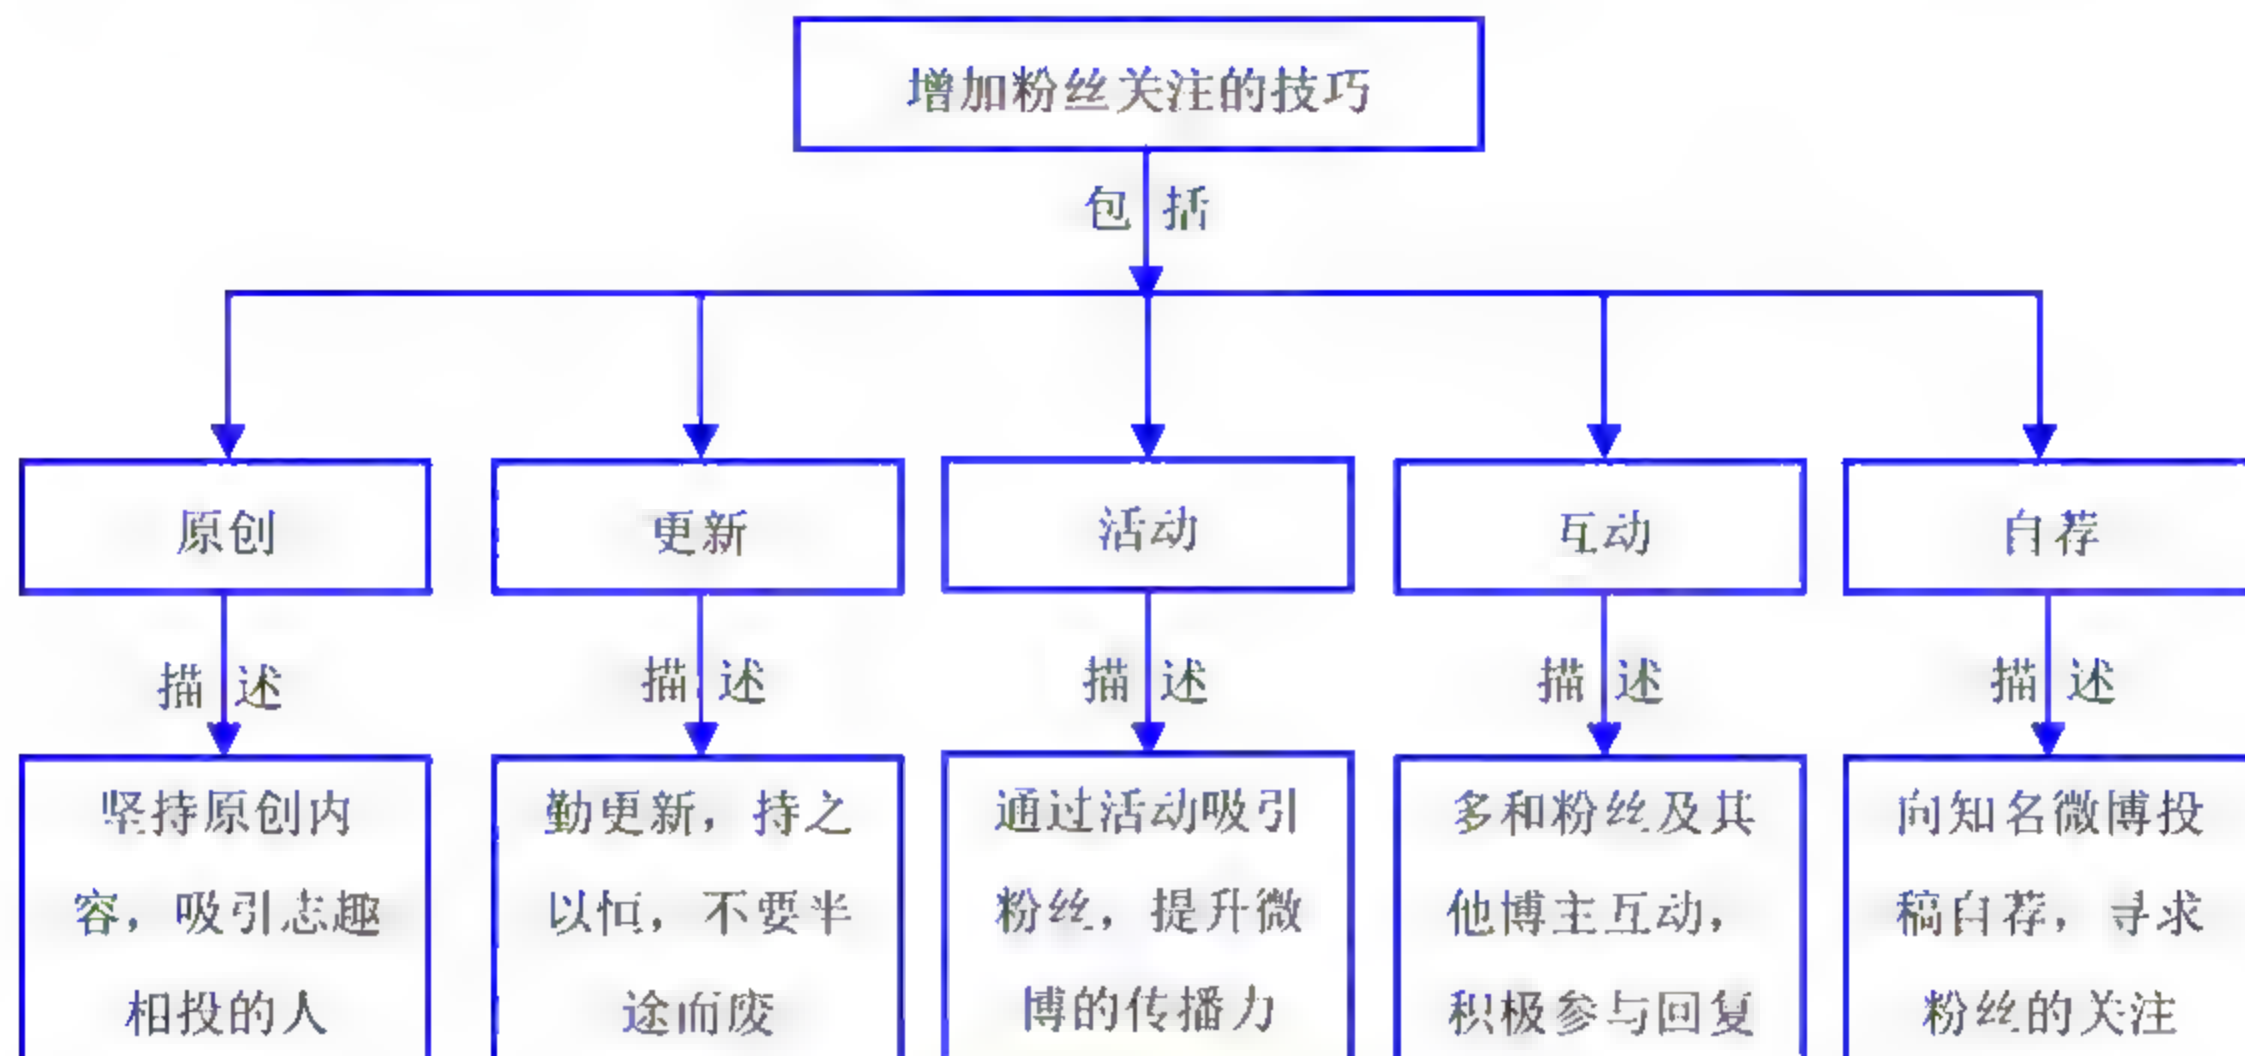 增加粉丝关注的技巧
包括
原创
更新
活动
互动
自荐
描述
描述
描述
描述
描述
坚持原创内
容，吸引志趣
相投的人
勤更新，持之
以恒，不要半
途而废
通过活动吸引
粉丝，提升微
博的传播力
多和粉丝及其
他博主互动，
积极参与回复
向知名微博投
稿自荐，寻求
粉丝的关注